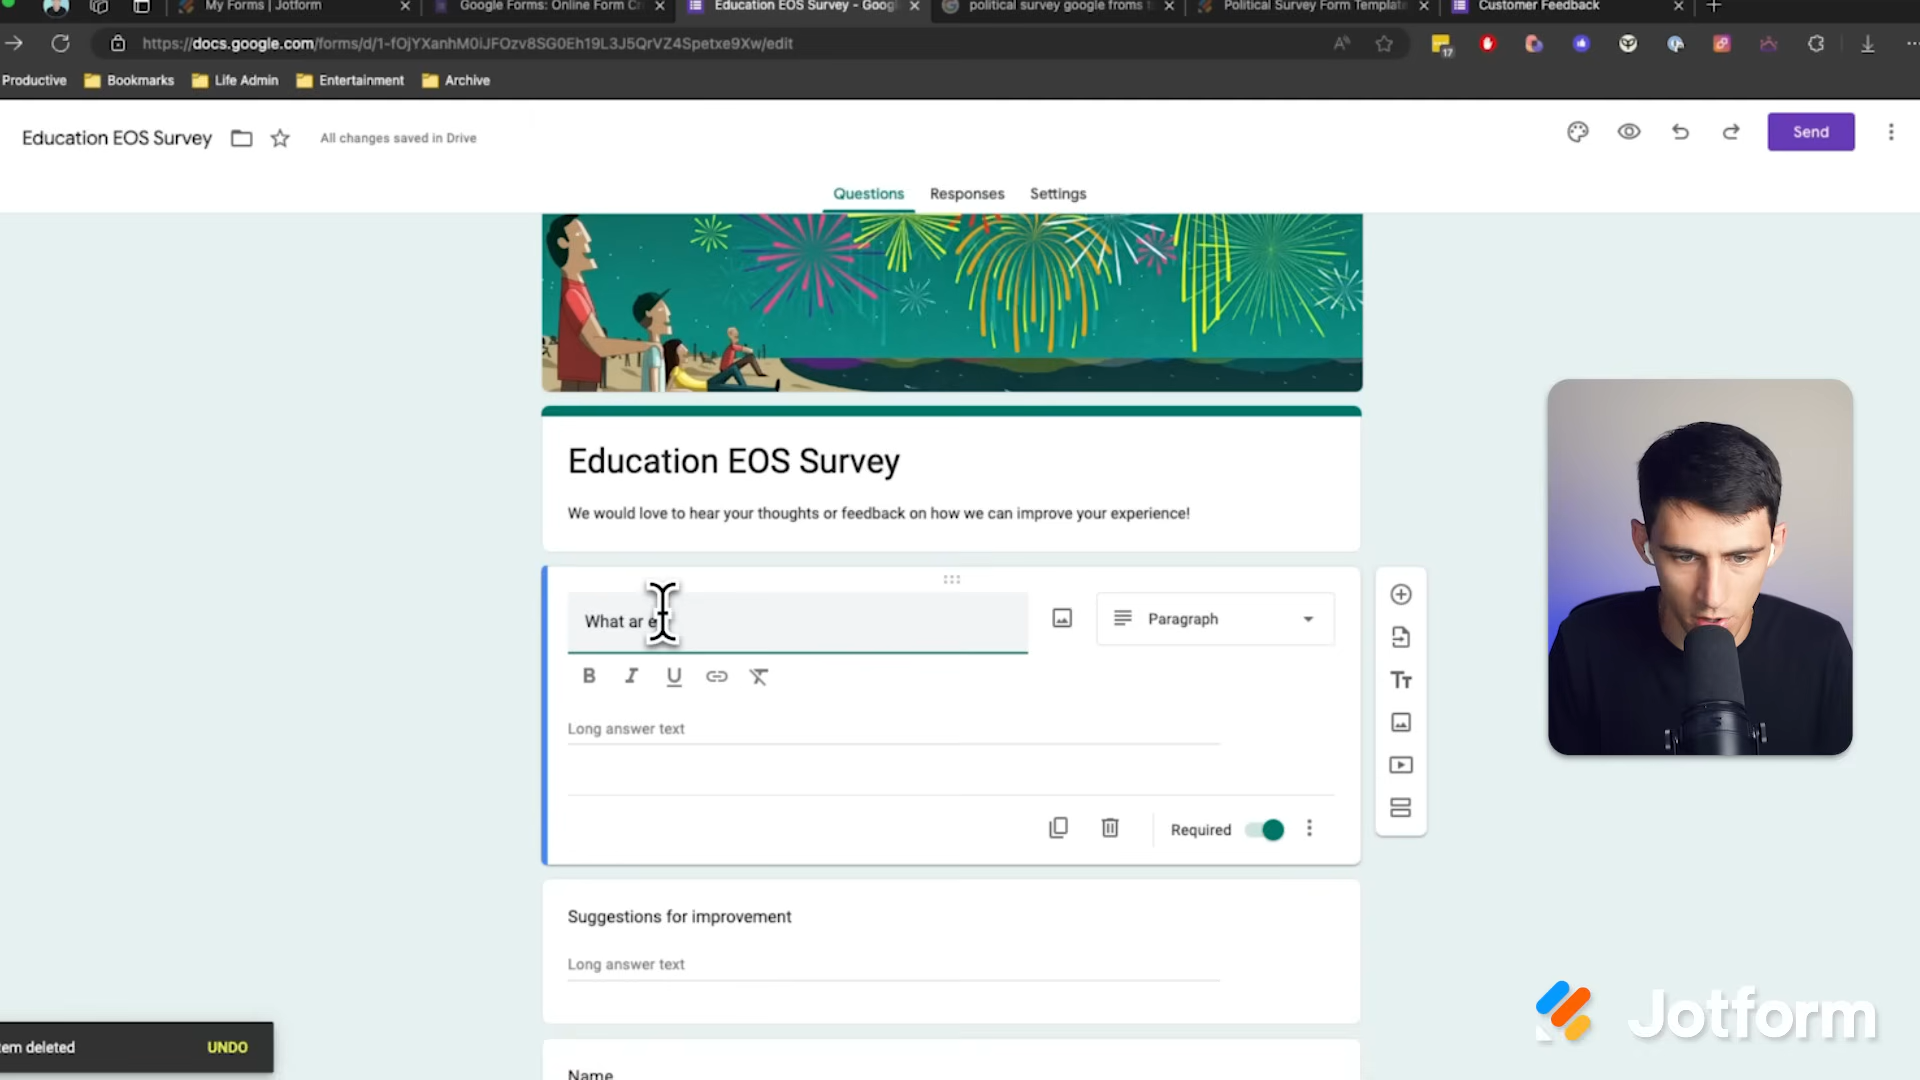 My Forms | Jotform
Google Forms: Online Form Cr
Education EOS Survey - Goog
political survey google froms
Political Survey Form Template
Customer Feedback
https://docs.google.com/forms/d/1-fOjYXanhM0iJFOzv8SG0Eh19L3J5QrVZ4Spetxe9Xw/edit
17
Productive
Bookmarks
Life Admin
Entertainment
Archive
Education EOS Survey
All changes saved in Drive
Send
Questions
Responses
Settings
Education EOS Survey
We would love to hear your thoughts or feedback on how we can improve your experience!
What ar e
Paragraph
B I U
Long answer text
Required
Suggestions for improvement
Long answer text
Name
em deleted
UNDO
Jotform